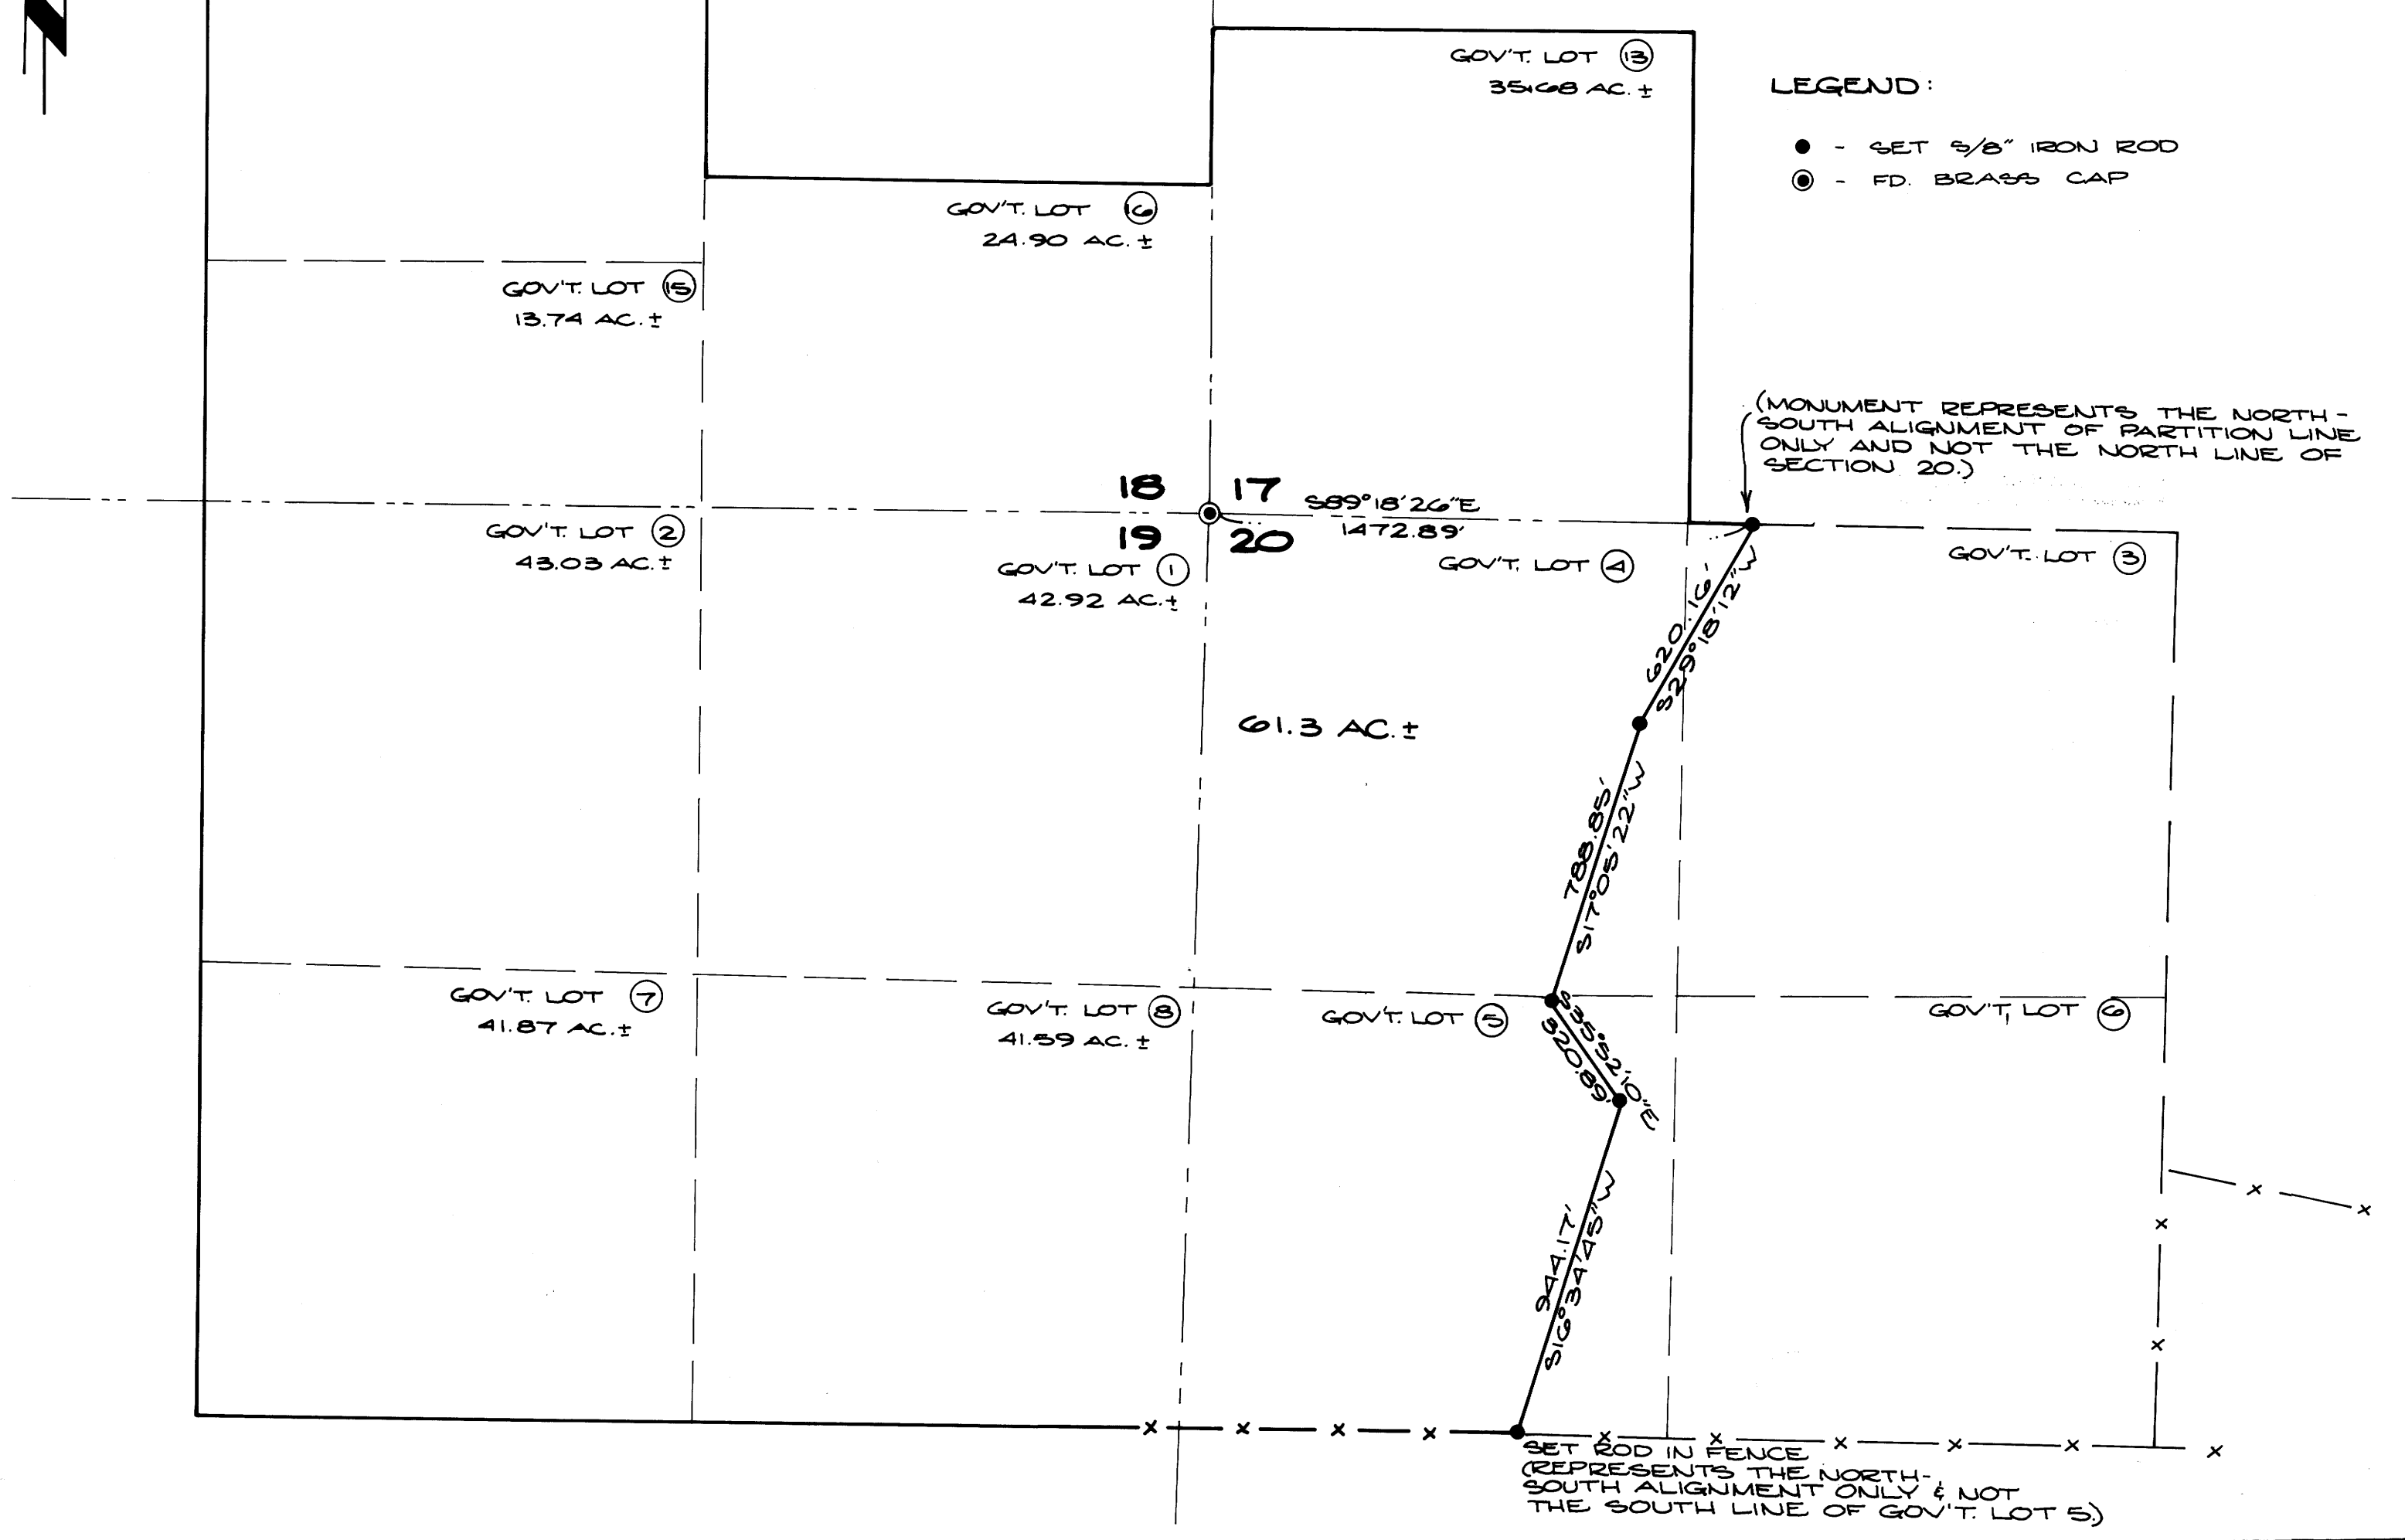 GOV'T. LOT 13
35.68 AC. ±
LEGEND:
- SET 5/8" IRON ROD
- FD. BRASS CAP
GOV'T. LOT 16
24.90 AC. ±
GOV'T. LOT 15
13.74 AC. ±
(MONUMENT REPRESENTS THE NORTH-
SOUTH ALIGNMENT OF PARTITION LINE
ONLY AND NOT THE NORTH LINE OF
SECTION 20.)
18 17
19 20
S89°18'26"E
1472.89'
GOV'T. LOT 2
43.03 AC. ±
GOV'T. LOT 1
42.92 AC. ±
GOV'T. LOT 4
GOV'T. LOT 3
620.16'
S29°18'12"W
61.3 AC. ±
788.85'
S17°05'22"W
GOV'T. LOT 7
41.87 AC. ±
GOV'T. LOT 8
41.59 AC. ±
GOV'T. LOT 5
GOV'T. LOT 6
S35°52'10"E
320.89'
944.17'
S16°34'45"W
SET ROD IN FENCE
(REPRESENTS THE NORTH-
SOUTH ALIGNMENT ONLY & NOT
THE SOUTH LINE OF GOV'T. LOT 5.)